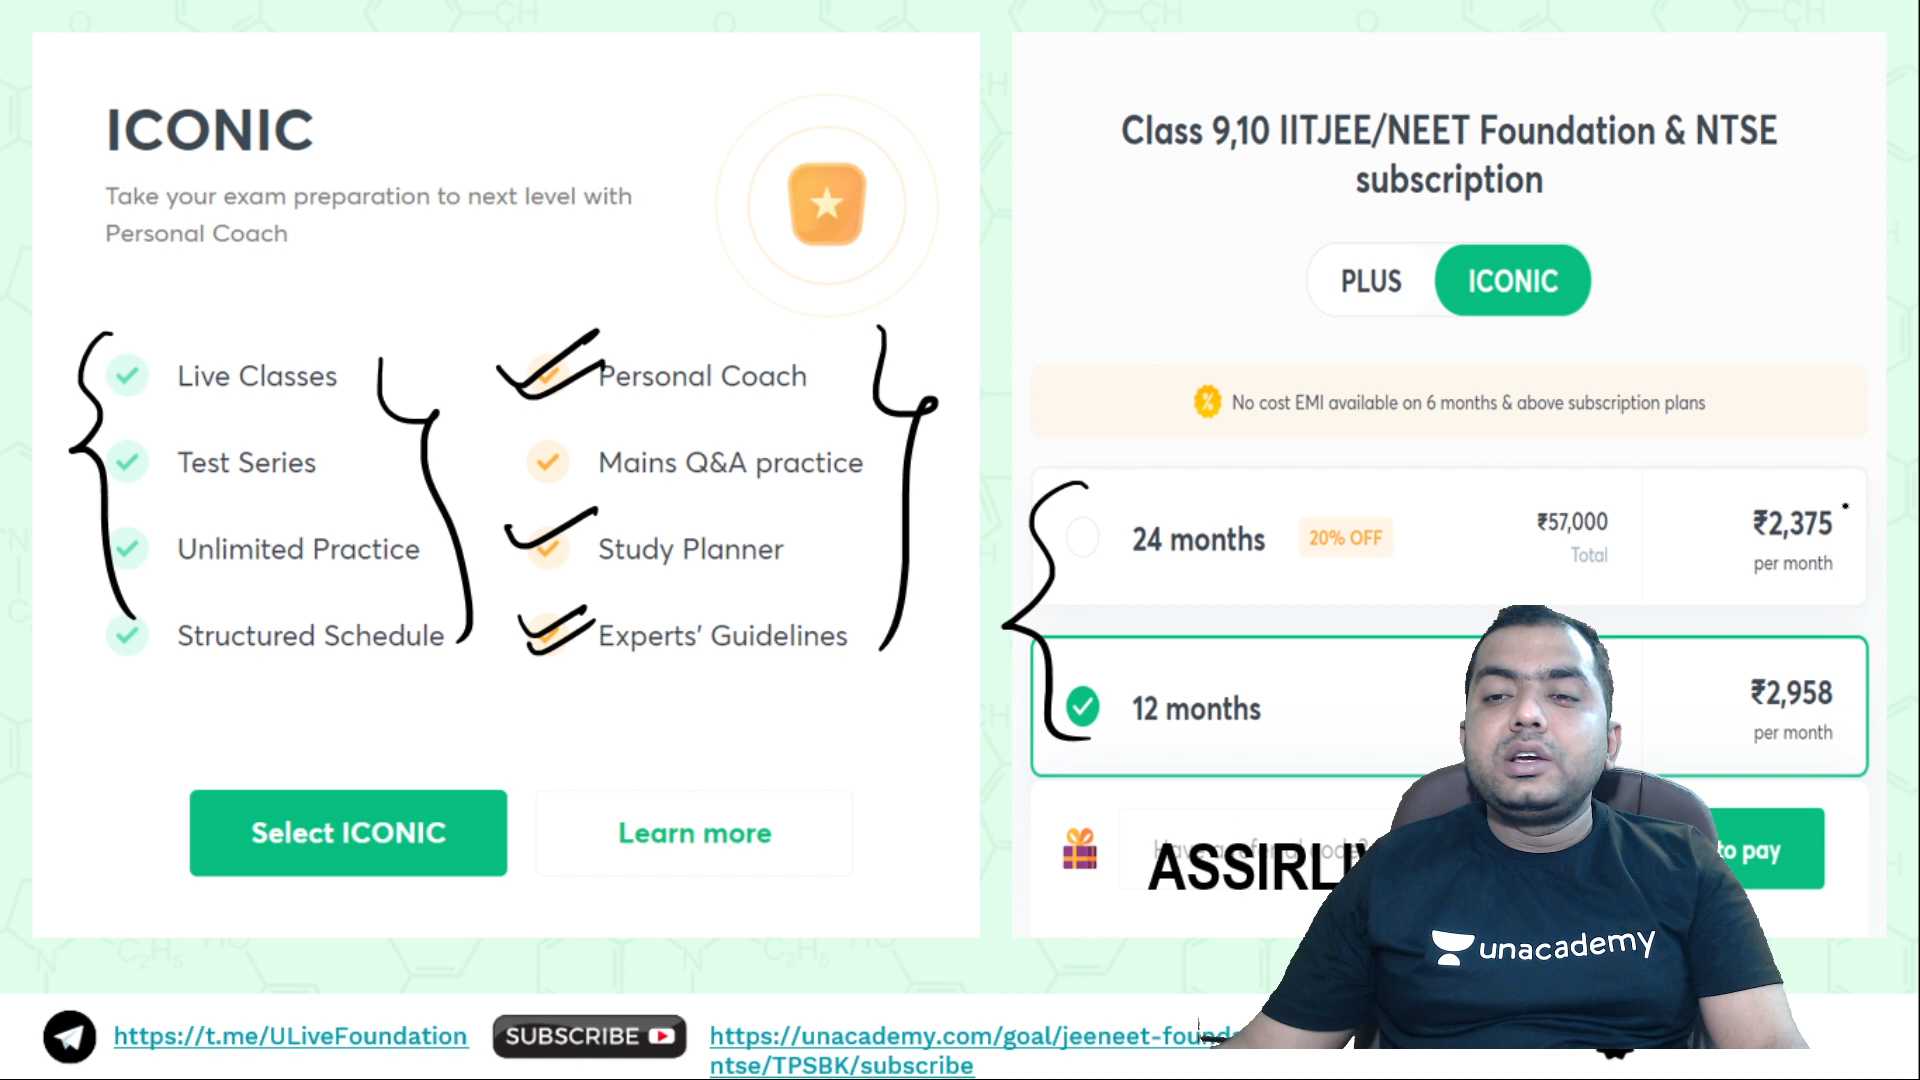 ICONIC
Take your exam preparation to next level with
Personal Coach
Live Classes
Personal Coach
Test Series
Mains Q&A practice
Unlimited Practice
Study Planner
Structured Schedule
Experts' Guidelines
Select ICONIC
Learn more
Class 9,10 IITJEE/NEET Foundation & NTSE
subscription
PLUS
ICONIC
No cost EMI available on 6 months & above subscription plans
24 months
20% OFF
₹57,000
Total
₹2,375
per month
12 months
₹2,958
per month
to pay
unacademy
https://t.me/ULiveFoundation
SUBSCRIBE
https://unacademy.com/goal/jeeneet-found
ntse/TPSBK/subscribe